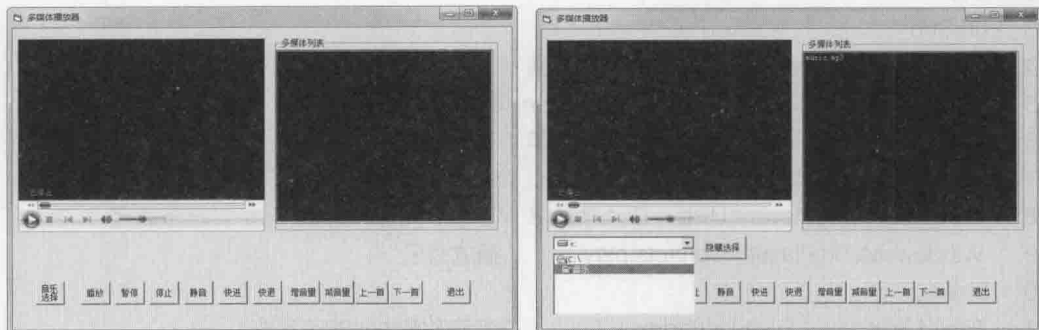 多媒体播放器
多媒体列表
已停止
音乐
选择
播放
暂停
停止
静音
快进
快退
增音量
减音量
上一首
下一首
退出
多媒体播放器
多媒体列表
music.mp3
隐藏选择
C:\
静音
快进
快退
增音量
减音量
上一首
下一首
退出